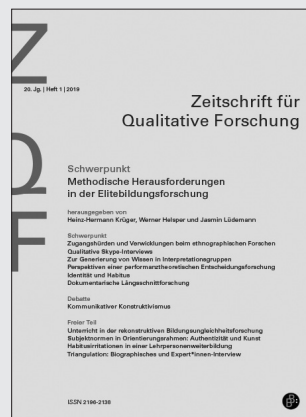 Z
Q
F
20. Jg. | Heft 1 | 2019
Zeitschrift für
Qualitative Forschung
Schwerpunkt
Methodische Herausforderungen
in der Elitebildungsforschung
herausgegeben von
Heinz-Hermann Krüger, Werner Helsper und Jasmin Lüdemann
Schwerpunkt
Zugangshürden und Verwicklungen beim ethnographischen Forschen
Qualitative Skype-Interviews
Zur Generierung von Wissen in Interpretationsgruppen
Perspektiven einer performanztheoretischen Entscheidungsforschung
Identität und Habitus
Dokumentarische Längsschnittforschung
Debatte
Kommunikativer Konstruktivismus
Freier Teil
Unterricht in der rekonstruktiven Bildungsungleichheitsforschung
Subjektnormen in Orientierungsrahmen: Authentizität und Kunst
Habitusirritationen in einer Lehrpersonenweiterbildung
Triangulation: Biographisches und Expert*innen-Interview
ISSN 2196-2138